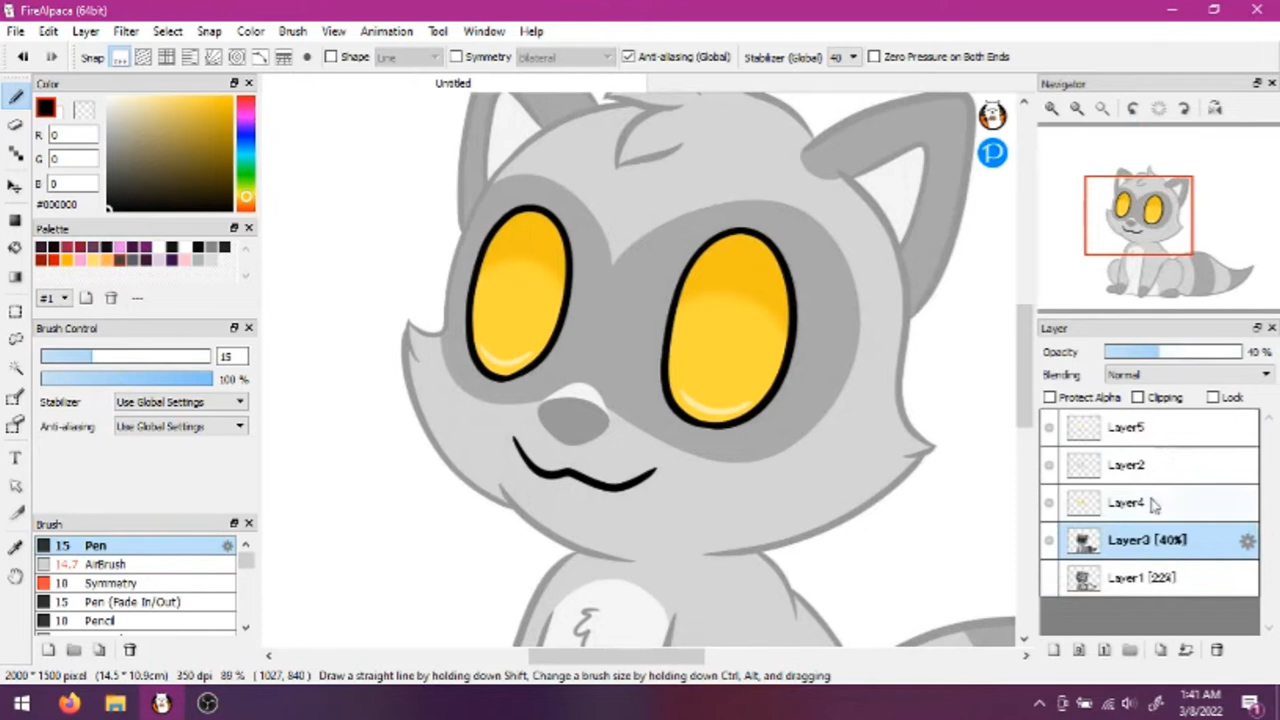 FireAlpaca (64bit)
File Edit Layer Filter Select Snap Color Brush View Animation Tool Window Help
Snap Shape Line Symmetry Bilateral Anti-aliasing (Global) Stabilizer (Global) 40 Zero Pressure on Both Ends
Color
Untitled
Navigator
R 0
G 0
B 0
#000000
Palette
#1
Brush Control
15
100 %
Stabilizer Use Global Settings
Anti-aliasing Use Global Settings
Brush
15 Pen
14.7 AirBrush
10 Symmetry
15 Pen (Fade In/Out)
10 Pencil
Layer
Opacity 40 %
Blending Normal
Protect Alpha Clipping Lock
Layer5
Layer2
Layer4
Layer3 [40%]
Layer1 [22%]
2000 * 1500 pixel (14.5 * 10.9cm) 350 dpi 89 % ( 1027, 840) Draw a straight line by holding down Shift, Change a brush size by holding down Ctrl, Alt, and dragging
1:41 AM
3/8/2022